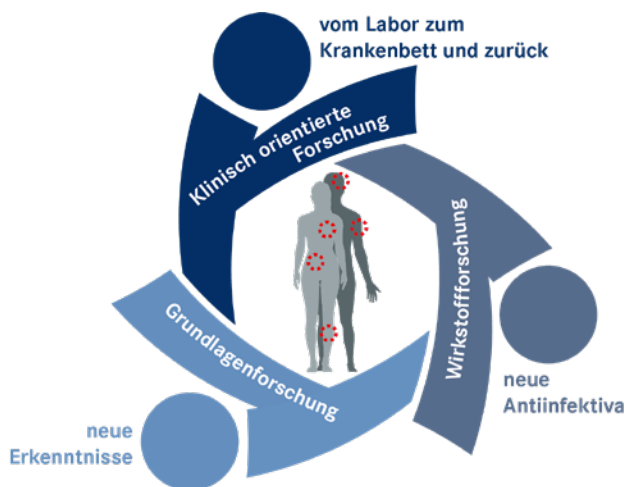 vom Labor zum
Krankenbett und zurück
Klinisch orientierte
Forschung
Wirkstoffforschung
neue
Antiinfektiva
Grundlagenforschung
neue
Erkenntnisse